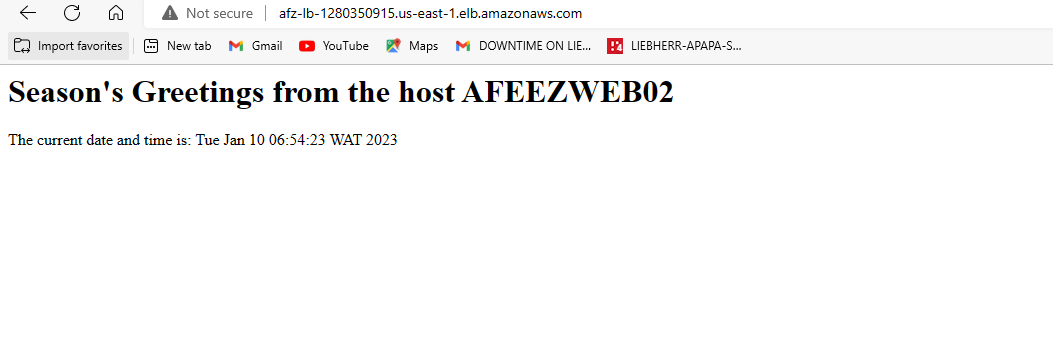 Not secure afz-lb-1280350915.us-east-1.elb.amazonaws.com
Import favorites New tab Gmail YouTube Maps DOWNTIME ON LIE... LIEBHERR-APAPA-S...
Season's Greetings from the host AFEEZWEB02
The current date and time is: Tue Jan 10 06:54:23 WAT 2023